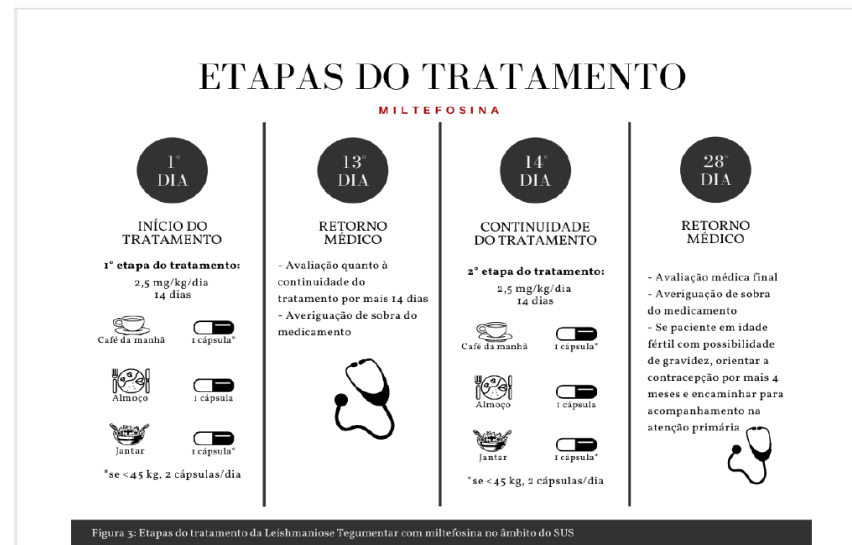 ETAPAS DO TRATAMENTO
MILTEFOSINA
1°
DIA
INÍCIO DO
TRATAMENTO
1° etapa do tratamento:
2,5 mg/kg/dia
14 dias
Café da manhã
1 cápsula*
Almoço
1 cápsula
Jantar
1 cápsula*
*se <45 kg, 2 cápsulas/dia
13°
DIA
RETORNO
MÉDICO
- Avaliação quanto à
continuidade do
tratamento por mais 14 dias
- Averiguação de sobra do
medicamento
14°
DIA
CONTINUIDADE
DO TRATAMENTO
2° etapa do tratamento:
2,5 mg/kg/dia
14 dias
Café da manhã
1 cápsula*
Almoço
1 cápsula
Jantar
1 cápsula*
*se <45 kg, 2 cápsulas/dia
28°
DIA
RETORNO
MÉDICO
- Avaliação médica final
- Averiguação de sobra
do medicamento
- Se paciente em idade
fértil com possibilidade
de gravidez, orientar a
contracepção por mais 4
meses e encaminhar para
acompanhamento na
atenção primária
Figura 3: Etapas do tratamento da Leishmaniose Tegumentar com miltefosina no âmbito do SUS